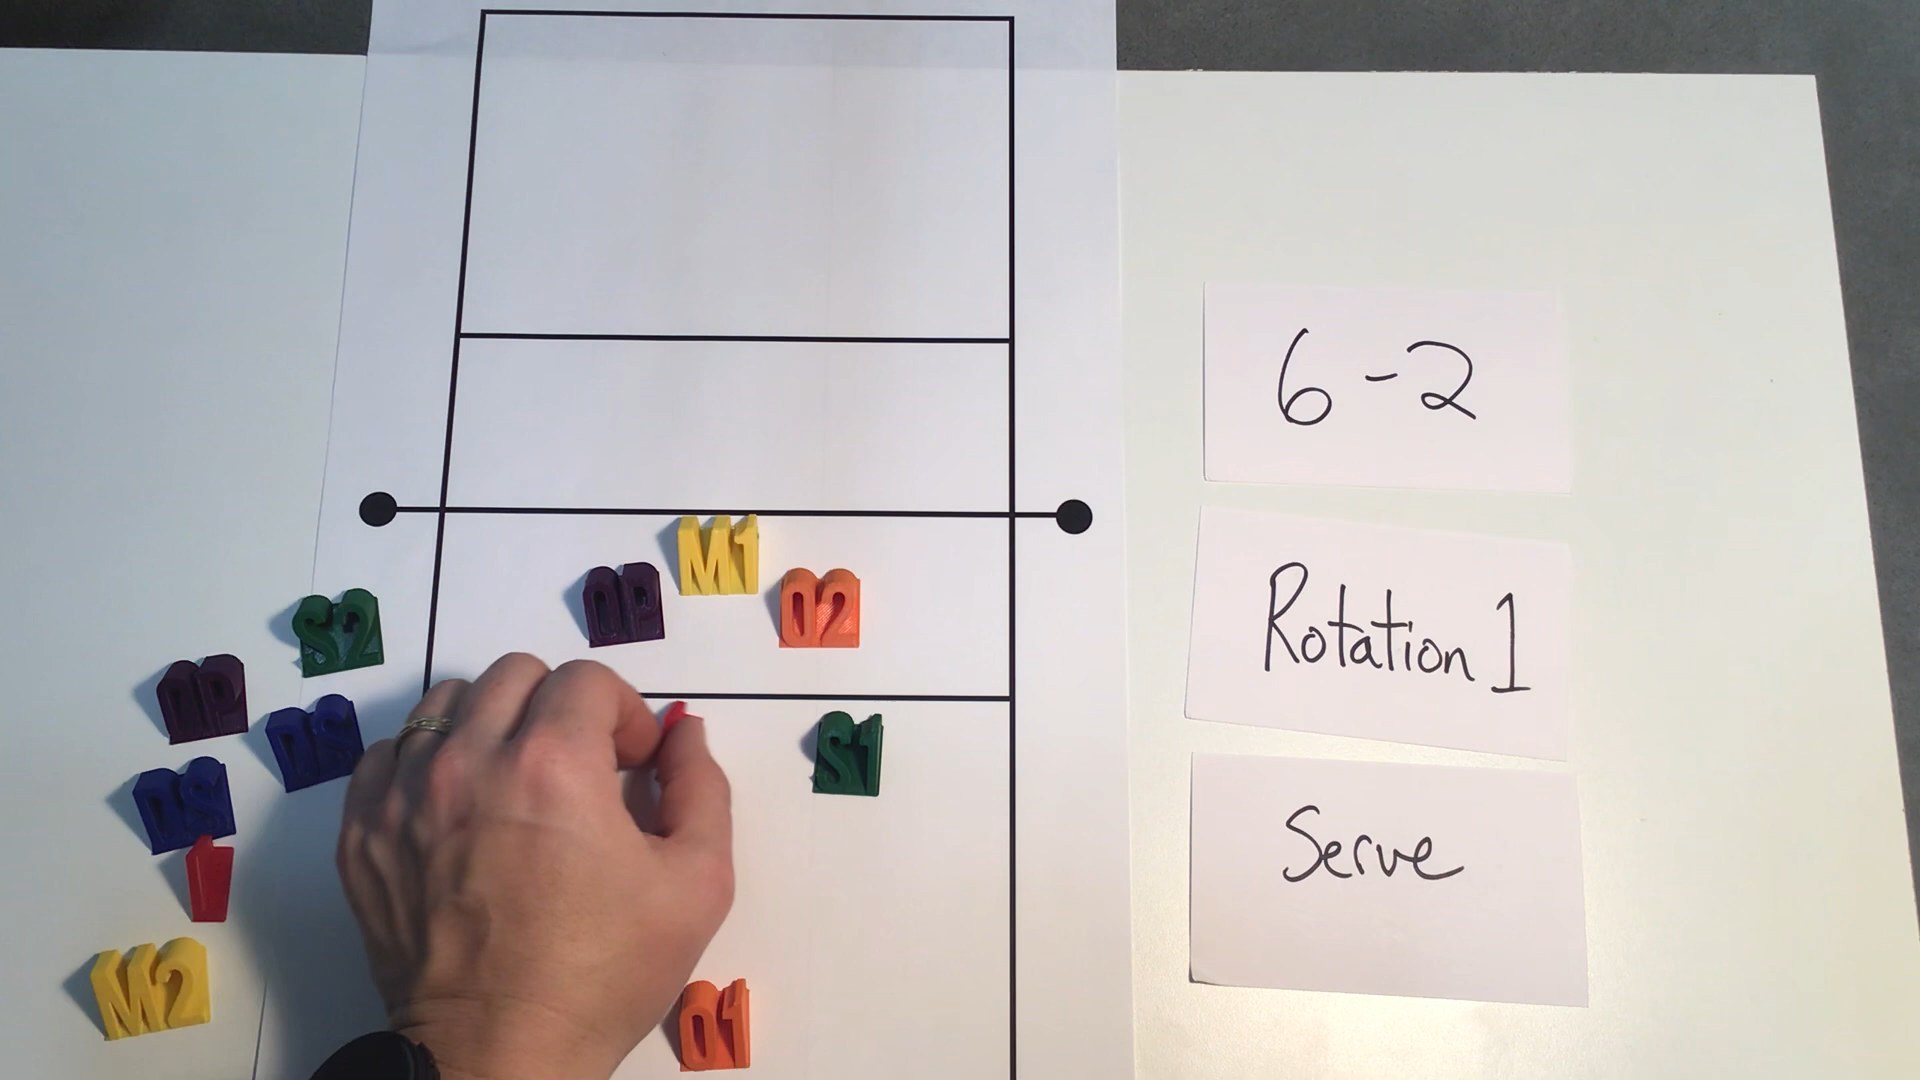 6-2
Rotation 1
Serve
M1
OP
O2
S2
OP
DS
S1
DS
M2
O1